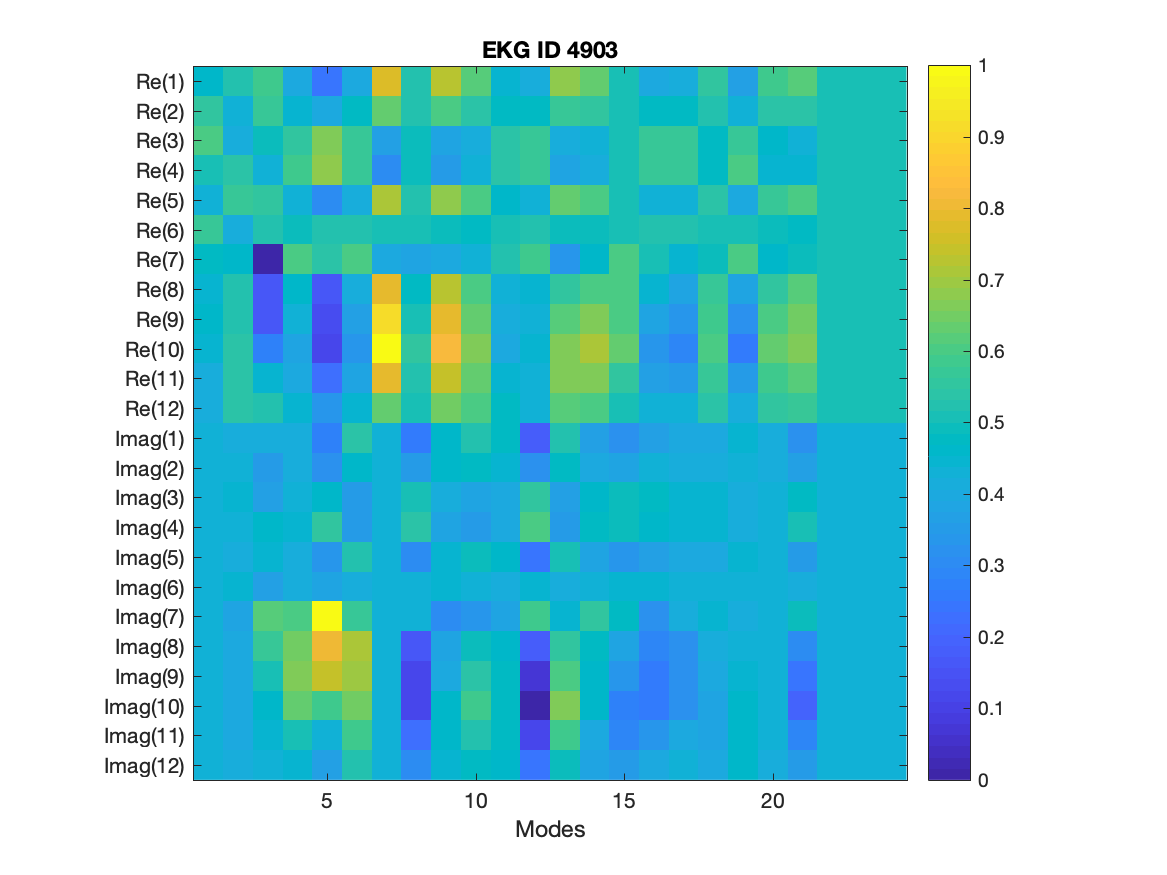 EKG ID 4903
Re(1)
Re(2)
Re(3)
Re(4)
Re(5)
Re(6)
Re(7)
Re(8)
Re(9)
Re(10)
Re(11)
Re(12)
Imag(1)
Imag(2)
Imag(3)
Imag(4)
Imag(5)
Imag(6)
Imag(7)
Imag(8)
Imag(9)
Imag(10)
Imag(11)
Imag(12)
5 10 15 20
Modes
1
0.9
0.8
0.7
0.6
0.5
0.4
0.3
0.2
0.1
0